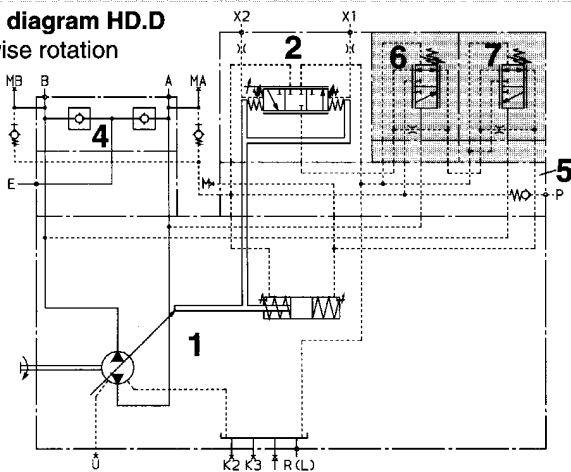 diagram HD.D
ise rotation
X2 X1
2
6 7
MB B A MA
4
5
E M P
1
U K2 K3 T R(L)